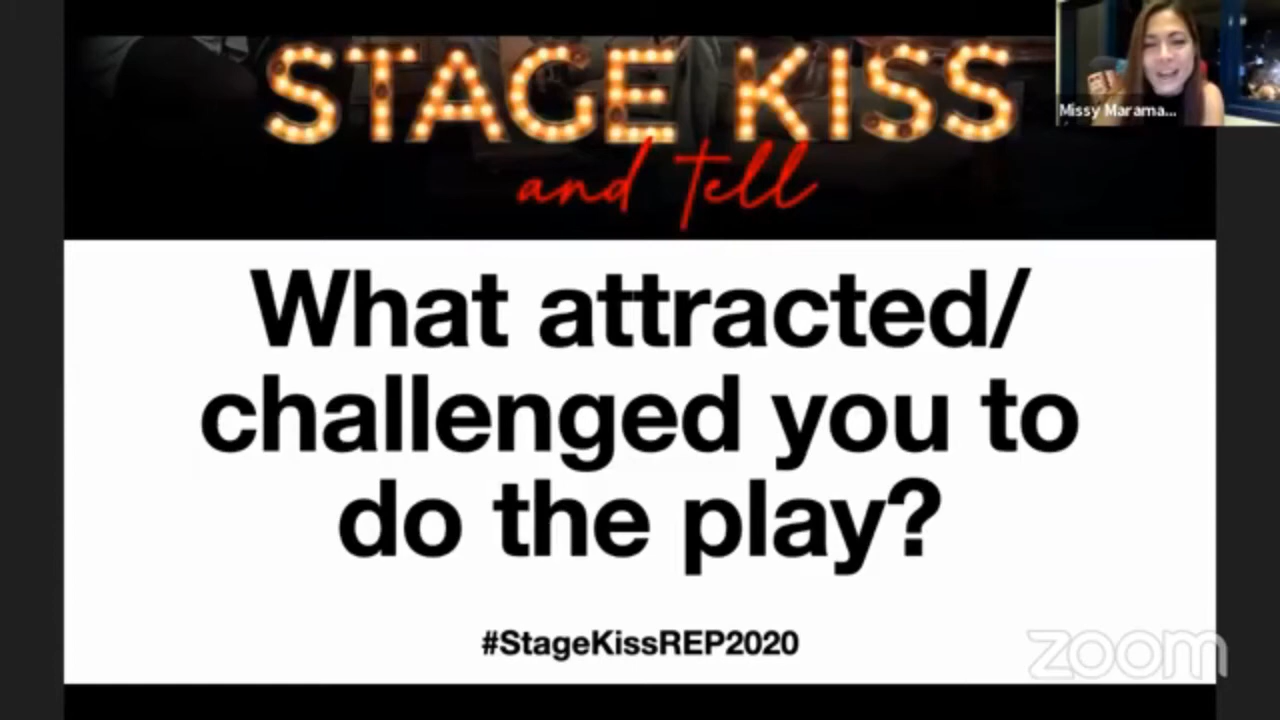 STAGE KISS
and Tell
Missy Marama...
What attracted/
challenged you to
do the play?
#StageKissREP2020
zoom